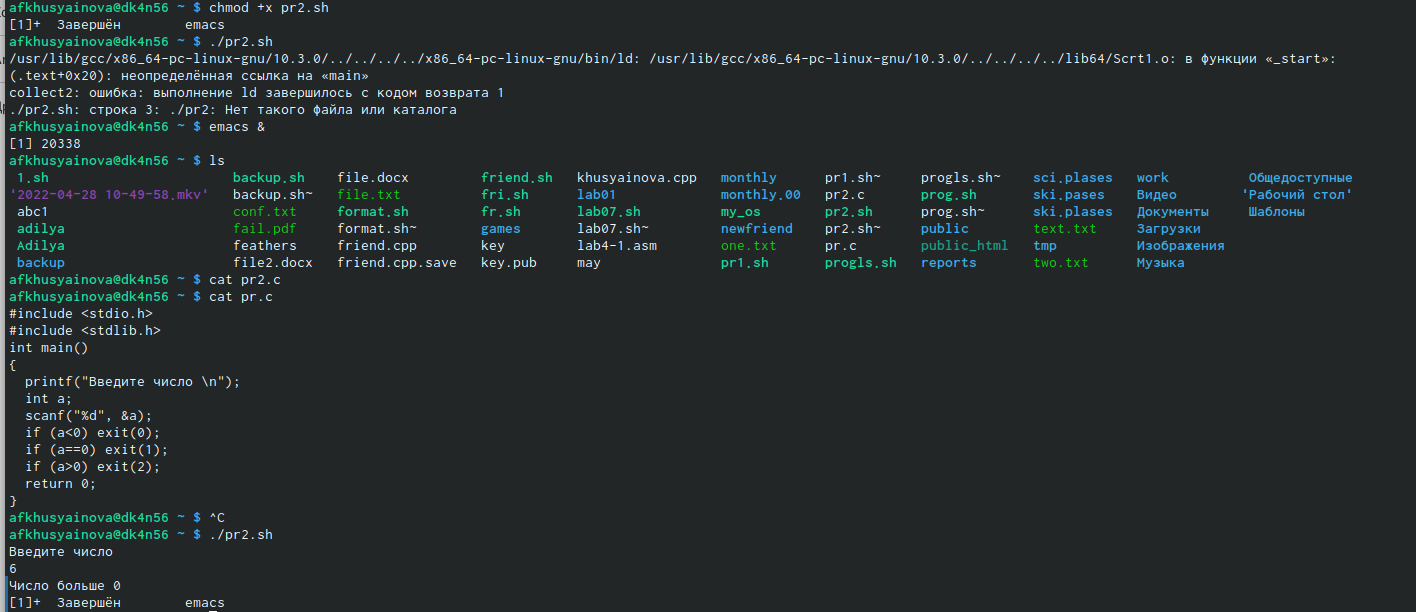 afkhusyainova@dk4n56 ~ $ chmod +x pr2.sh
[1]+  Завершён        emacs
afkhusyainova@dk4n56 ~ $ ./pr2.sh
/usr/lib/gcc/x86_64-pc-linux-gnu/10.3.0/../../../../x86_64-pc-linux-gnu/bin/ld: /usr/lib/gcc/x86_64-pc-linux-gnu/10.3.0/../../../../lib64/Scrt1.o: в функции «_start»:
(.text+0x20): неопределённая ссылка на «main»
collect2: ошибка: выполнение ld завершилось с кодом возврата 1
./pr2.sh: строка 3: ./pr2: Нет такого файла или каталога
afkhusyainova@dk4n56 ~ $ emacs &
[1] 20338
afkhusyainova@dk4n56 ~ $ ls
1.sh backup.sh file.docx friend.sh khusyainova.cpp monthly pr1.sh~ progls.sh~ sci.plases work Общедоступные
'2022-04-28 10-49-58.mkv' backup.sh~ file.txt fri.sh lab01 monthly.00 pr2.c prog.sh ski.pases Видео 'Рабочий стол'
abc1 conf.txt format.sh fr.sh lab07.sh my_os pr2.sh prog.sh~ ski.plases Документы Шаблоны
adilya fail.pdf format.sh~ games lab07.sh~ newfriend pr2.sh~ public text.txt Загрузки
Adilya feathers friend.cpp key lab4-1.asm one.txt pr.c public_html tmp Изображения
backup file2.docx friend.cpp.save key.pub may pr1.sh progls.sh reports two.txt Музыка
afkhusyainova@dk4n56 ~ $ cat pr2.c
afkhusyainova@dk4n56 ~ $ cat pr.c
#include <stdio.h>
#include <stdlib.h>
int main()
{
  printf("Введите число \n");
  int a;
  scanf("%d", &a);
  if (a<0) exit(0);
  if (a==0) exit(1);
  if (a>0) exit(2);
  return 0;
}
afkhusyainova@dk4n56 ~ $ ^C
afkhusyainova@dk4n56 ~ $ ./pr2.sh
Введите число
6
Число больше 0
[1]+  Завершён        emacs